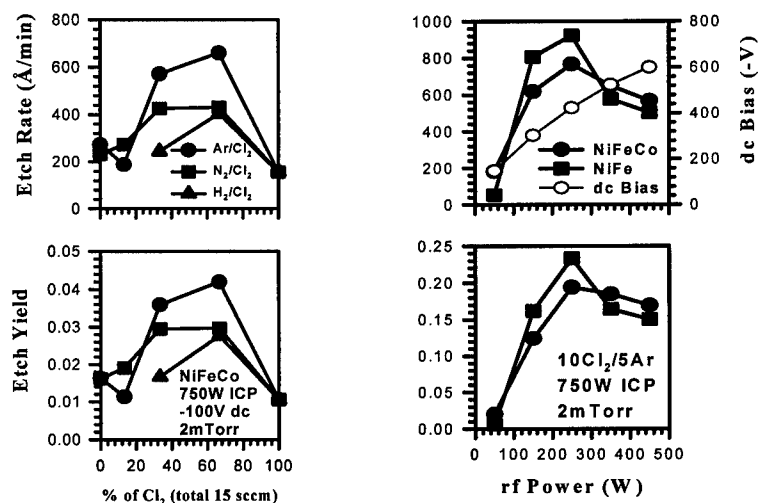 800
600
400
200
0
Etch Rate (Å/min)
Ar/Cl₂
N₂/Cl₂
H₂/Cl₂
1000
800
600
400
200
0
800
600
400
200
0
dc Bias (-V)
NiFeCo
NiFe
dc Bias
0.05
0.04
0.03
0.02
0.01
0.00
Etch Yield
NiFeCo
750W ICP
-100V dc
2mTorr
0 20 40 60 80 100
% of Cl₂ (total 15 sccm)
0.25
0.20
0.15
0.10
0.05
0.00
10Cl₂/5Ar
750W ICP
2mTorr
0 100 200 300 400 500
rf Power (W)